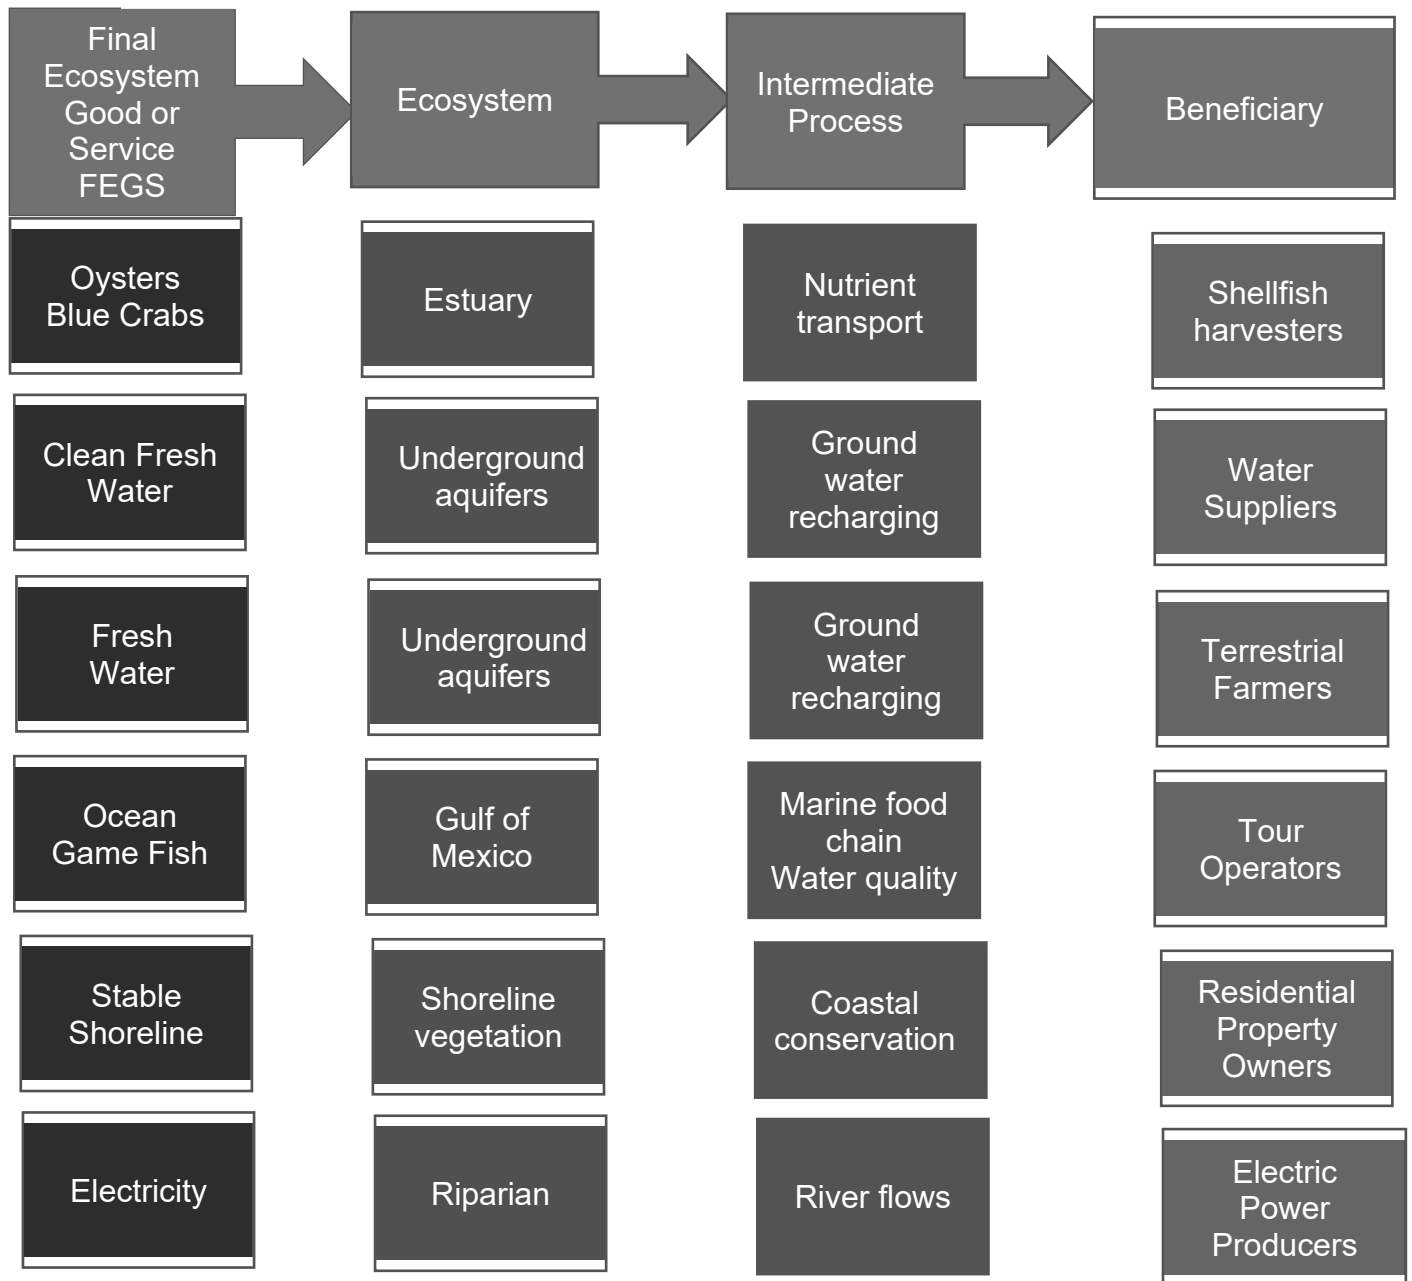 Final
Ecosystem
Good or
Service
FEGS
Ecosystem
Intermediate
Process
Beneficiary
Oysters
Blue Crabs
Estuary
Nutrient
transport
Shellfish
harvesters
Clean Fresh
Water
Underground
aquifers
Ground
water
recharging
Water
Suppliers
Fresh
Water
Underground
aquifers
Ground
water
recharging
Terrestrial
Farmers
Ocean
Game Fish
Gulf of
Mexico
Marine food
chain
Water quality
Tour
Operators
Stable
Shoreline
Shoreline
vegetation
Coastal
conservation
Residential
Property
Owners
Electricity
Riparian
River flows
Electric
Power
Producers